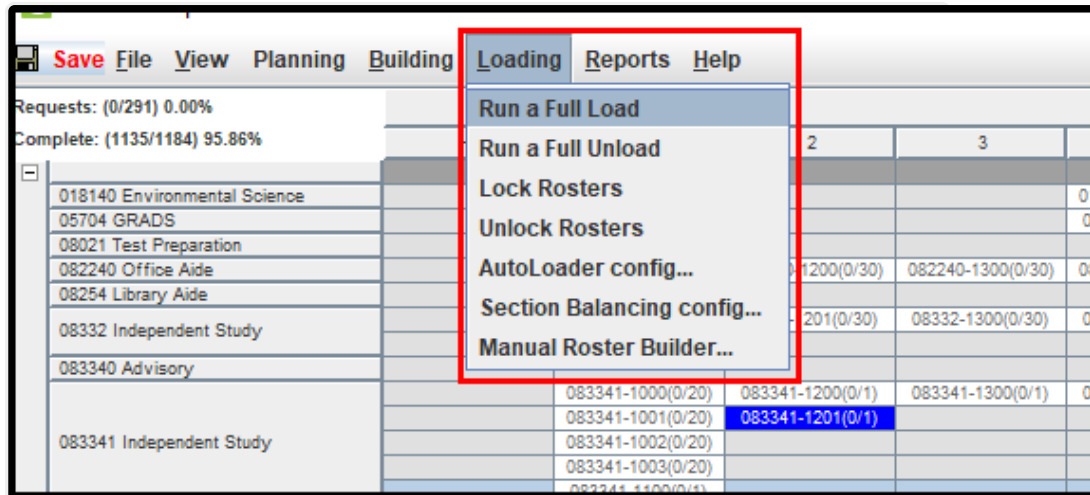 Save File View Planning Building Loading Reports Help
Requests: (0/291) 0.00%
Complete: (1135/1184) 95.86%
2 3
Run a Full Load
Run a Full Unload
Lock Rosters
Unlock Rosters
AutoLoader config...
Section Balancing config...
Manual Roster Builder...
018140 Environmental Science
05704 GRADS
08021 Test Preparation
082240 Office Aide 1200(0/30) 082240-1300(0/30)
08254 Library Aide
08332 Independent Study 201(0/30) 08332-1300(0/30)
083340 Advisory
083341-1000(0/20) 083341-1200(0/1) 083341-1300(0/1)
083341-1001(0/20) 083341-1201(0/1)
083341 Independent Study 083341-1002(0/20)
083341-1003(0/20)
083341-1100(0/1)